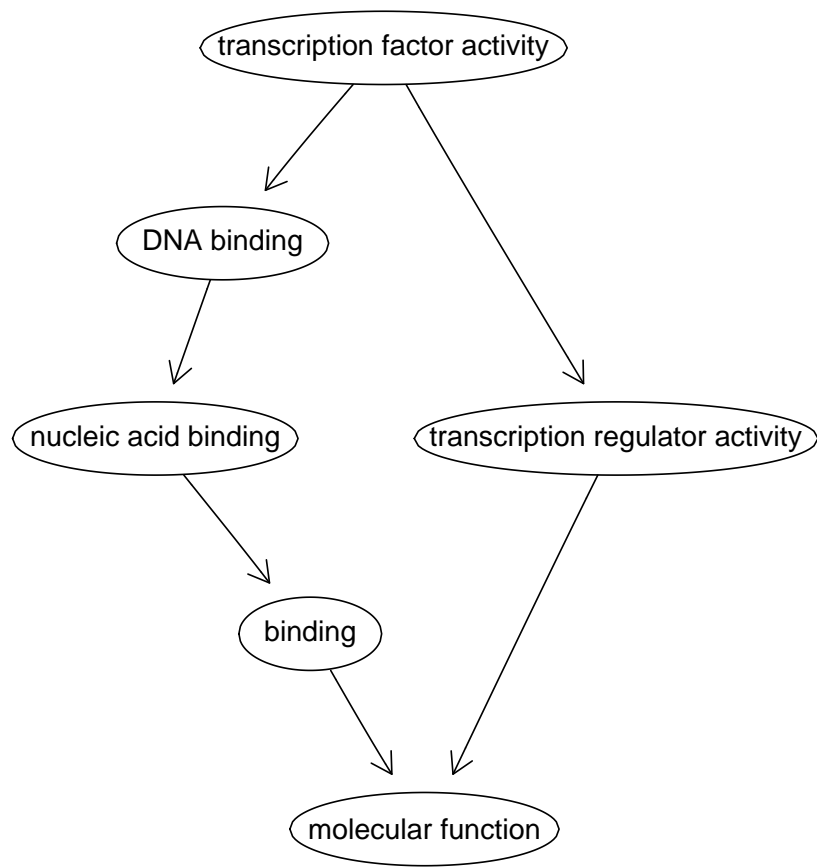 transcription factor activity
DNA binding
nucleic acid binding
transcription regulator activity
binding
molecular function